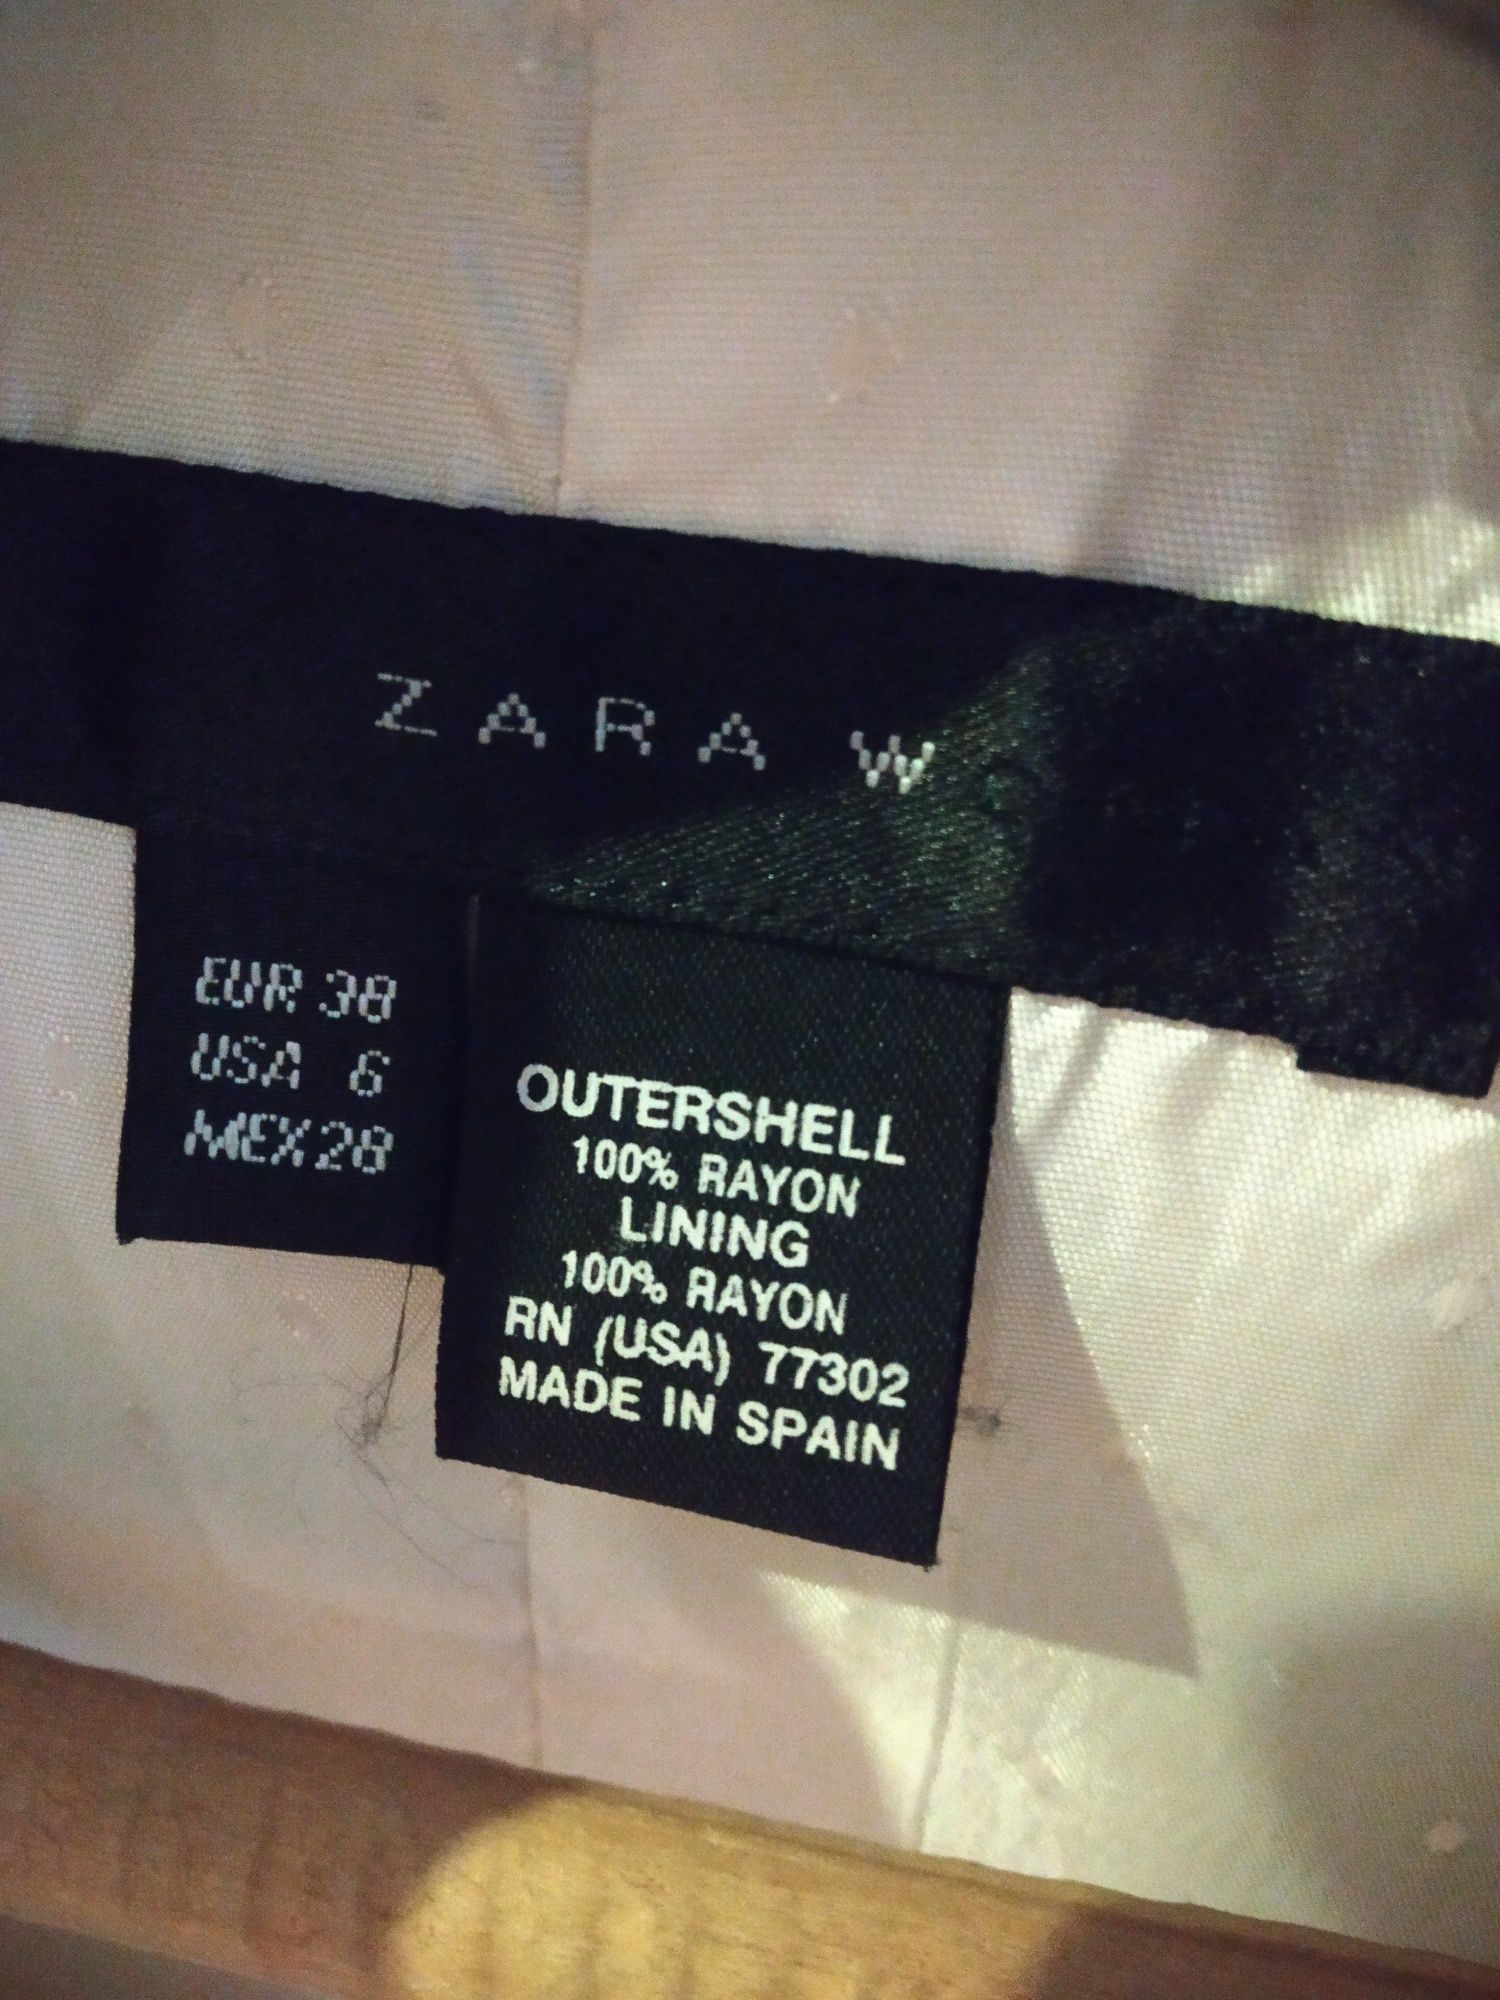 ZARA W
EUR 38
USA 6
MEX 28
OUTERSHELL
100% RAYON
LINING
100% RAYON
RN (USA) 77302
MADE IN SPAIN